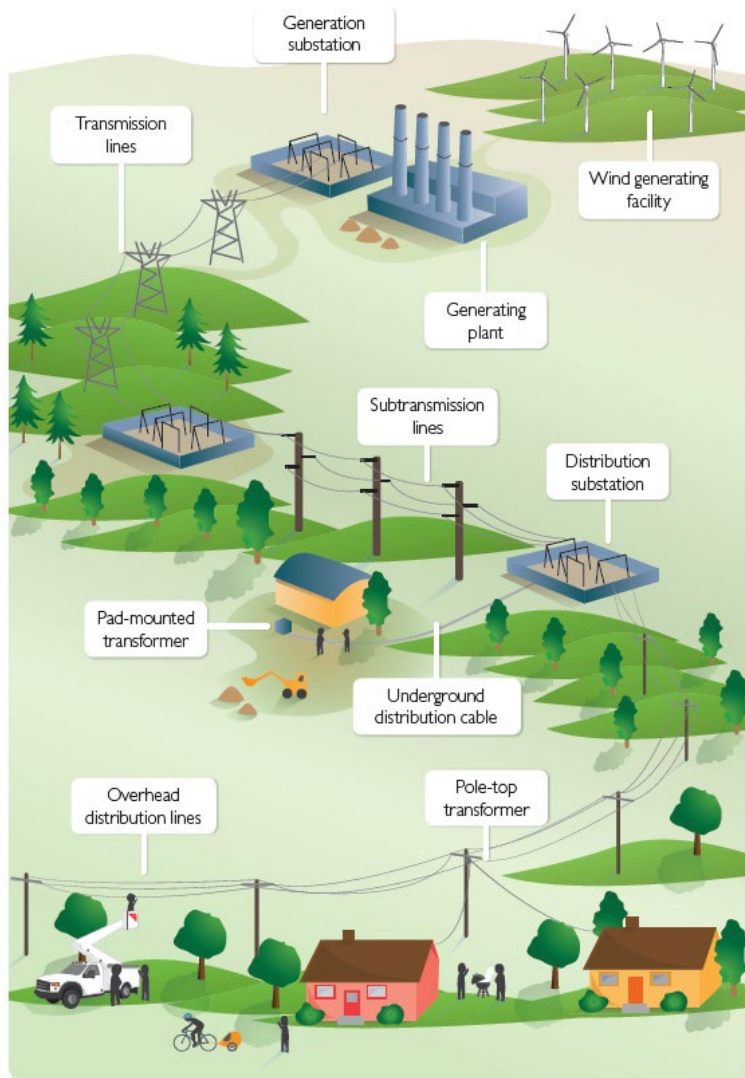 Generation
substation
Transmission
lines
Wind generating
facility
Generating
plant
Subtransmission
lines
Distribution
substation
Pad-mounted
transformer
Underground
distribution cable
Overhead
distribution lines
Pole-top
transformer